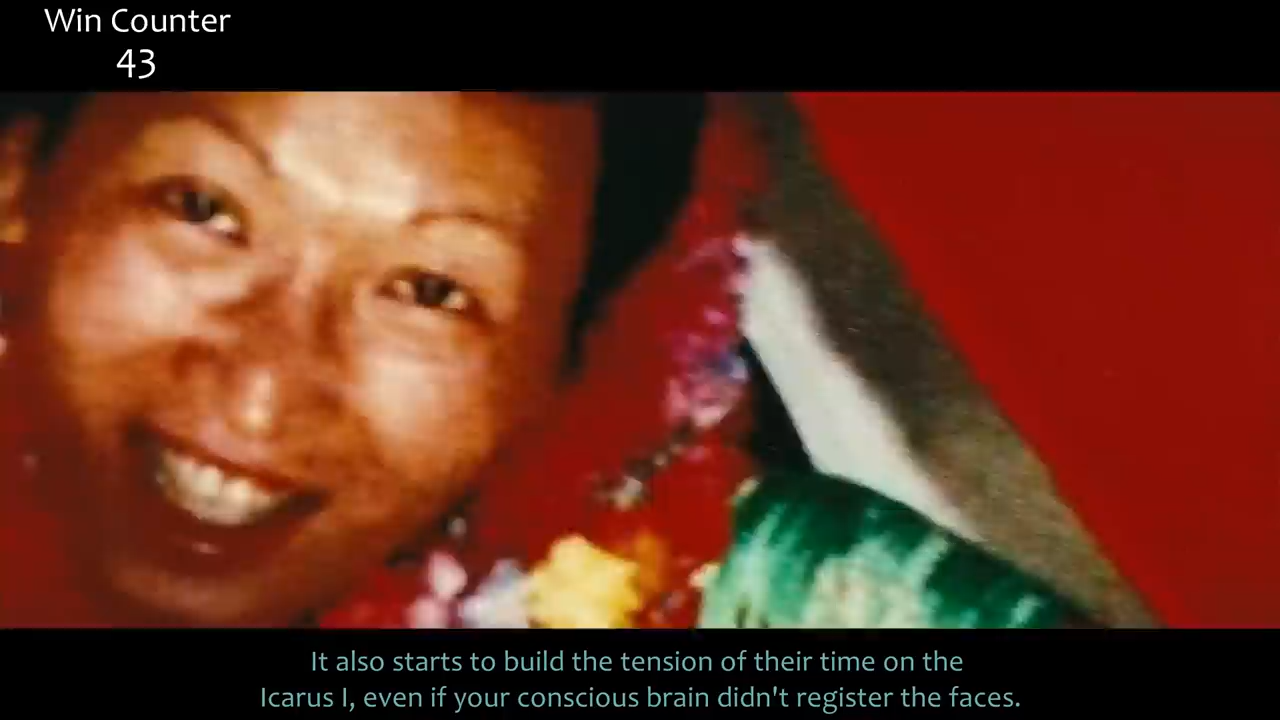 Win Counter
43
It also starts to build the tension of their time on the
Icarus I, even if your conscious brain didn't register the faces.